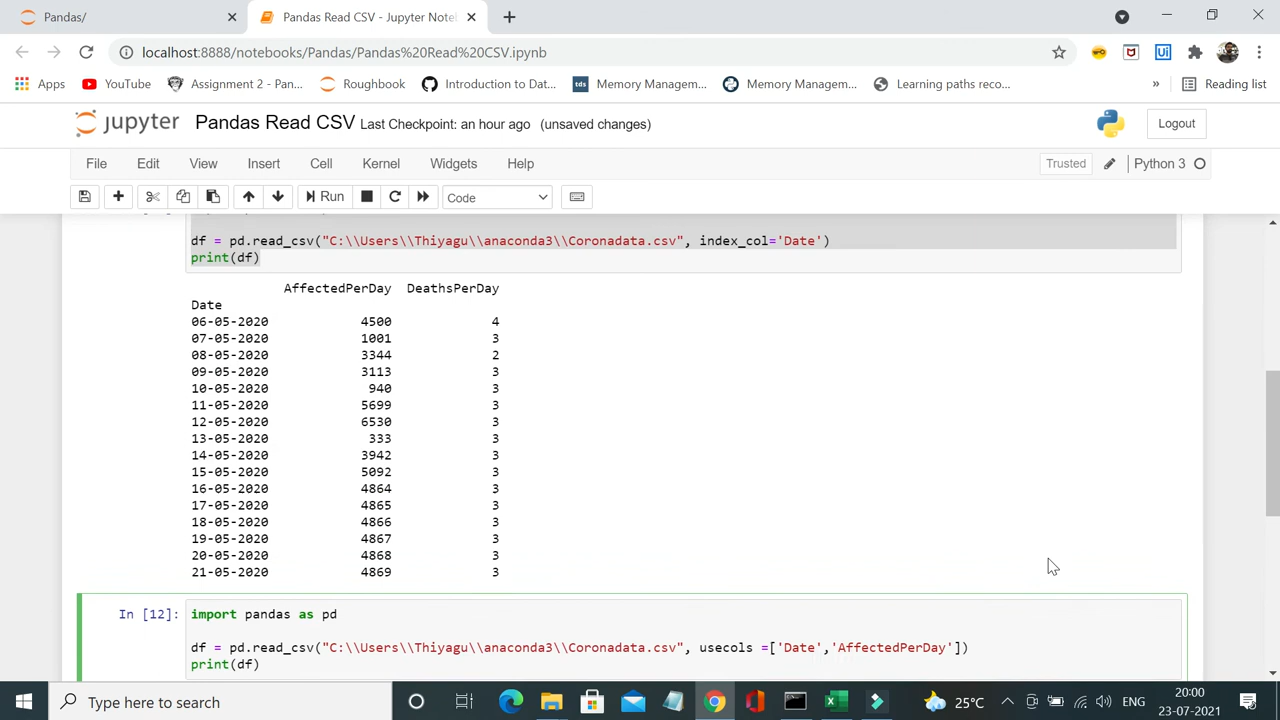 Pandas/
Pandas Read CSV - Jupyter Note
localhost:8888/notebooks/Pandas/Pandas%20Read%20CSV.ipynb
Apps YouTube Assignment 2 - Pan... Roughbook Introduction to Dat... tds Memory Management... Memory Managem... Learning paths reco... » Reading list
jupyter Pandas Read CSV Last Checkpoint: an hour ago (unsaved changes) Logout
File Edit View Insert Cell Kernel Widgets Help Trusted Python 3
Run Code
df = pd.read_csv("C:\\Users\\Thiyagu\\anaconda3\\Coronadata.csv", index_col='Date')
print(df)
AffectedPerDay DeathsPerDay
Date
06-05-2020 4500 4
07-05-2020 1001 3
08-05-2020 3344 2
09-05-2020 3113 3
10-05-2020 940 3
11-05-2020 5699 3
12-05-2020 6530 3
13-05-2020 333 3
14-05-2020 3942 3
15-05-2020 5092 3
16-05-2020 4864 3
17-05-2020 4865 3
18-05-2020 4866 3
19-05-2020 4867 3
20-05-2020 4868 3
21-05-2020 4869 3
In [12]: import pandas as pd
df = pd.read_csv("C:\\Users\\Thiyagu\\anaconda3\\Coronadata.csv", usecols =['Date','AffectedPerDay'])
print(df)
Type here to search 25°C ENG 20:00
23-07-2021